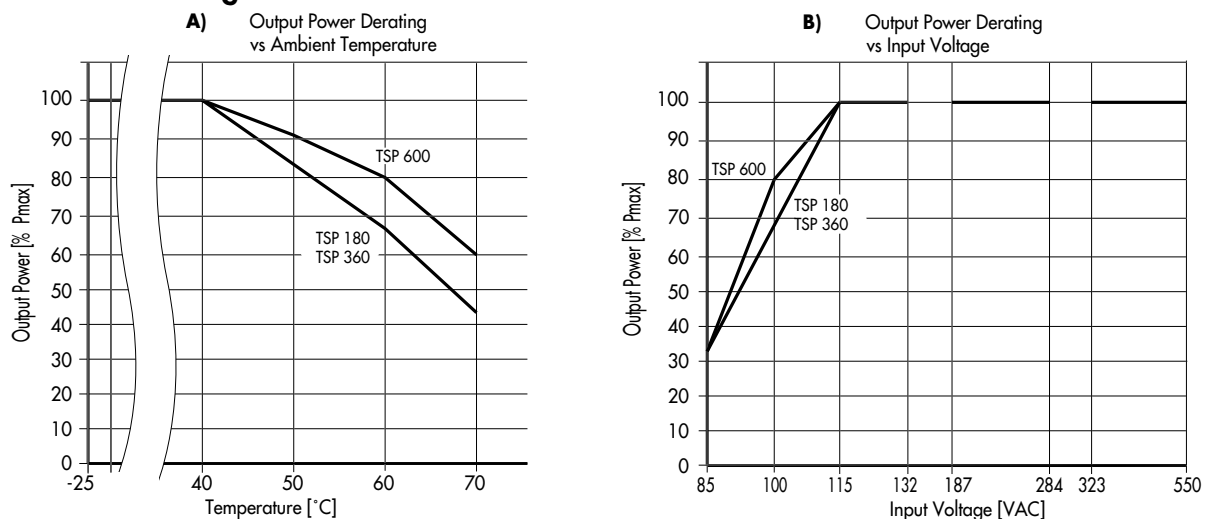 A) Output Power Derating
vs Ambient Temperature
100
90
80
70
60
50
40
30
20
10
0
Output Power [% Pmax]
TSP 600
TSP 180
TSP 360
-25 40 50 60 70
Temperature [˚C]
B) Output Power Derating
vs Input Voltage
100
90
80
70
60
50
40
30
20
10
0
Output Power [% Pmax]
TSP 600
TSP 180
TSP 360
85 100 115 132 187 284 323 550
Input Voltage [VAC]